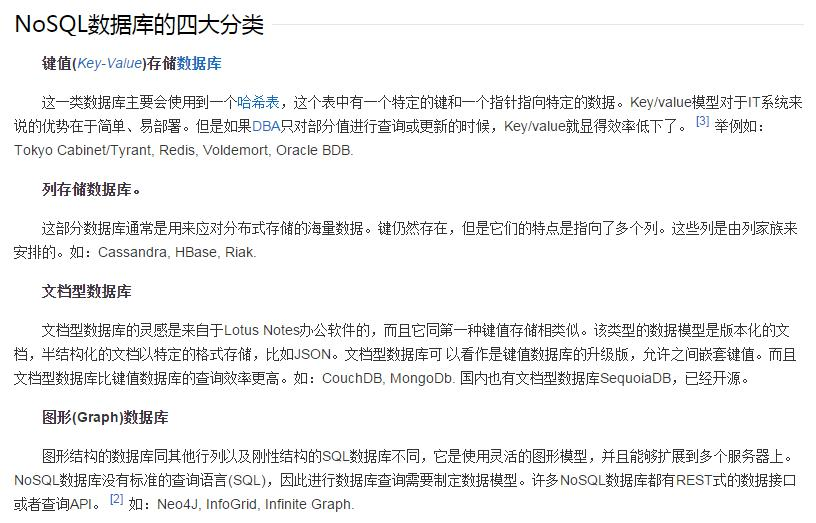 NoSQL数据库的四大分类
键值(Key-Value)存储数据库
这一类数据库主要会使用到一个哈希表，这个表中有一个特定的键和一个指针指向特定的数据。Key/value模型对于IT系统来
说的优势在于简单、易部署。但是如果DBA只对部分值进行查询或更新的时候，Key/value就显得效率低下了。 [3] 举例如：
Tokyo Cabinet/Tyrant, Redis, Voldemort, Oracle BDB.
列存储数据库。
这部分数据库通常是用来应对分布式存储的海量数据。键仍然存在，但是它们的特点是指向了多个列。这些列是由列家族来
安排的。如：Cassandra, HBase, Riak.
文档型数据库
文档型数据库的灵感是来自于Lotus Notes办公软件的，而且它同第一种键值存储相类似。该类型的数据模型是版本化的文
档，半结构化的文档以特定的格式存储，比如JSON。文档型数据库可 以看作是键值数据库的升级版，允许之间嵌套键值。而且
文档型数据库比键值数据库的查询效率更高。如：CouchDB, MongoDb. 国内也有文档型数据库SequoiaDB，已经开源。
图形(Graph)数据库
图形结构的数据库同其他行列以及刚性结构的SQL数据库不同，它是使用灵活的图形模型，并且能够扩展到多个服务器上。
NoSQL数据库没有标准的查询语言(SQL)，因此进行数据库查询需要制定数据模型。许多NoSQL数据库都有REST式的数据接口
或者查询API。 [2] 如：Neo4J, InfoGrid, Infinite Graph.